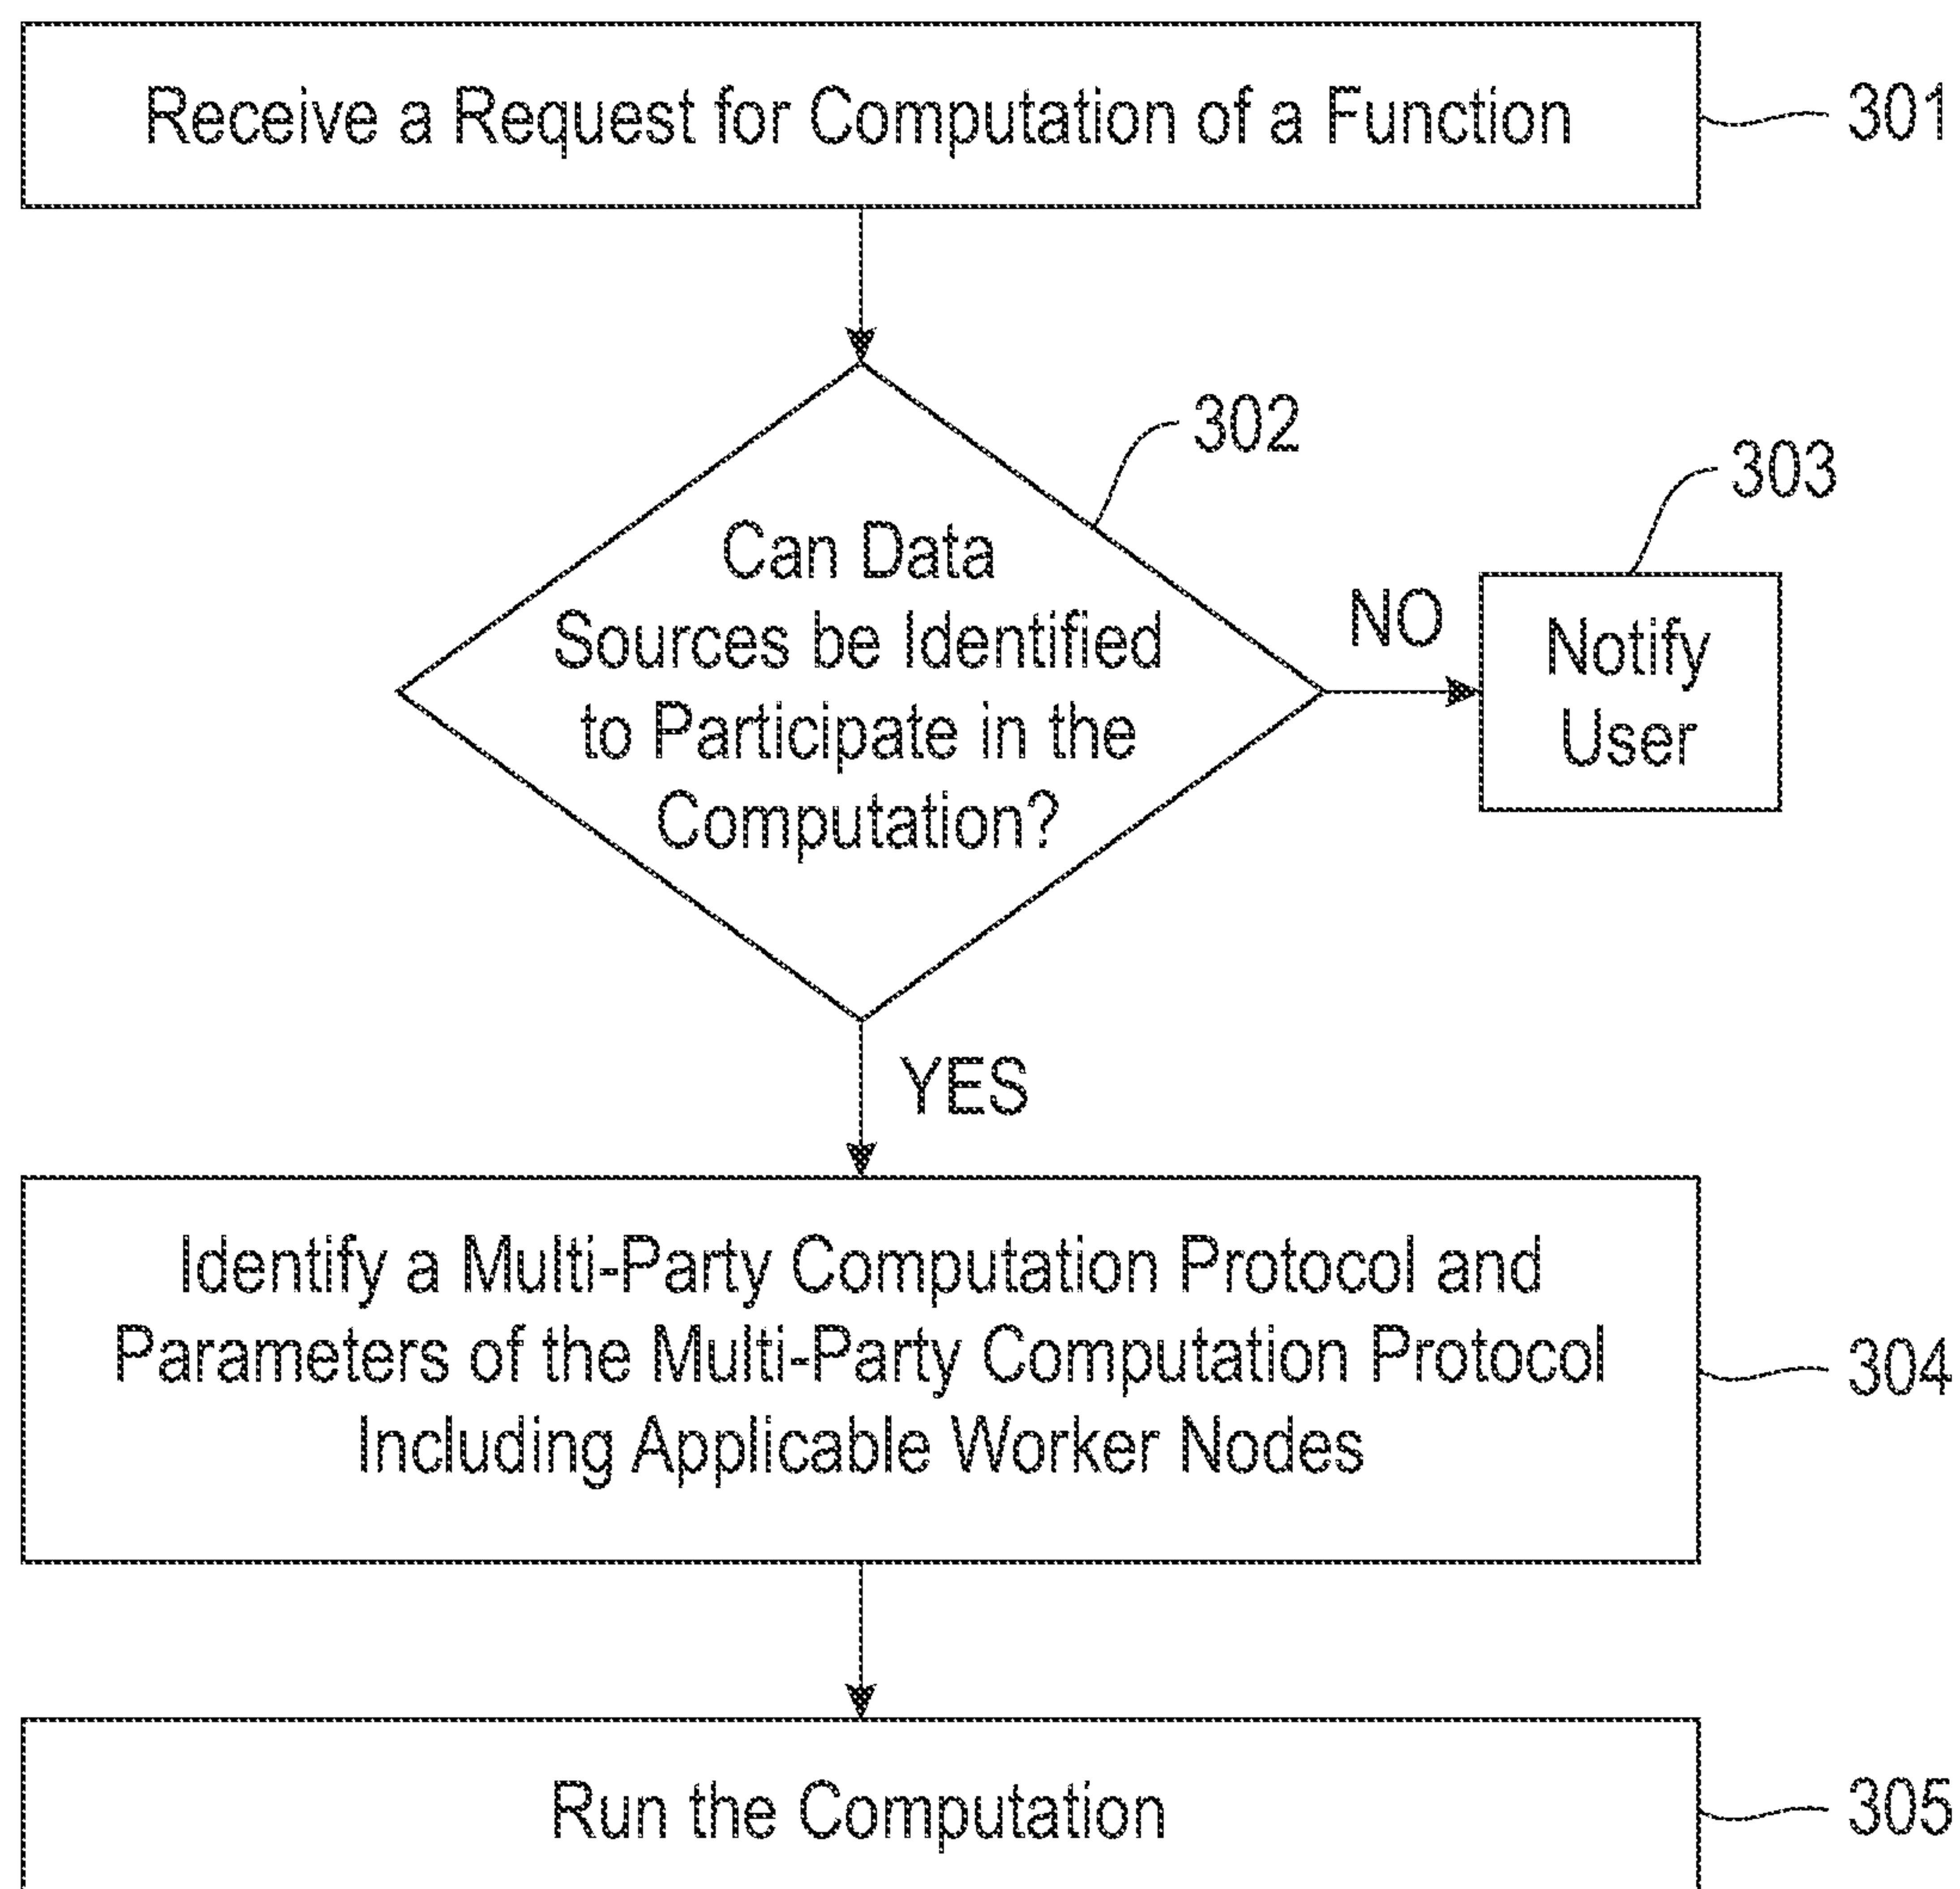 Receive a Request for Computation of a Function
301
302
303
Can Data
Sources be Identified
to Participate in the
Computation?
NO
Notify
User
YES
Identify a Multi-Party Computation Protocol and
Parameters of the Multi-Party Computation Protocol
Including Applicable Worker Nodes
304
Run the Computation
305